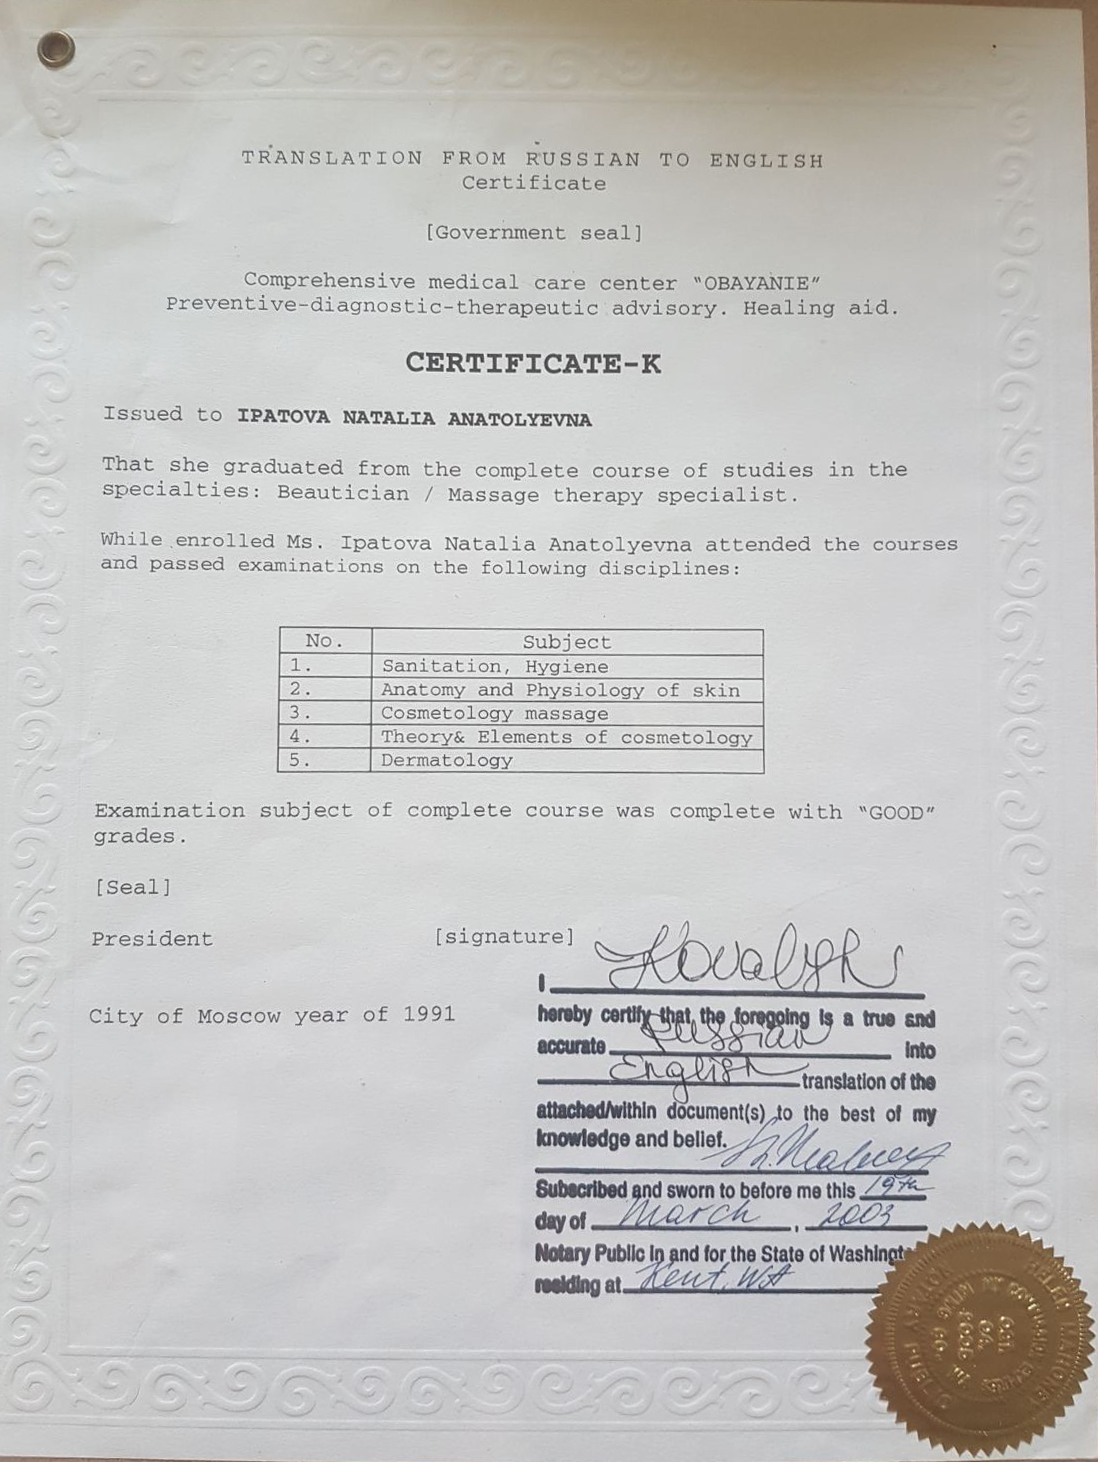 TRANSLATION FROM RUSSIAN TO ENGLISH
Certificate
[Government seal]
Comprehensive medical care center “OBAYANIE”
Preventive-diagnostic-therapeutic advisory. Healing aid.
CERTIFICATE-K
Issued to IPATOVA NATALIA ANATOLYEVNA
That she graduated from the complete course of studies in the
specialties: Beautician / Massage therapy specialist.
While enrolled Ms. Ipatova Natalia Anatolyevna attended the courses
and passed examinations on the following disciplines:
No. Subject
1. Sanitation, Hygiene
2. Anatomy and Physiology of skin
3. Cosmetology massage
4. Theory& Elements of cosmetology
5. Dermatology
Examination subject of complete course was complete with “GOOD”
grades.
[Seal]
President [signature]
City of Moscow year of 1991
I
hereby certify that the foregoing is a true and
accurate Russian into
English translation of the
attached/within document(s) to the best of my
knowledge and belief.
Subscribed and sworn to before me this 19th
day of March, 2003
Notary Public in and for the State of
residing at Kent, WA
NOTARY PUBLIC